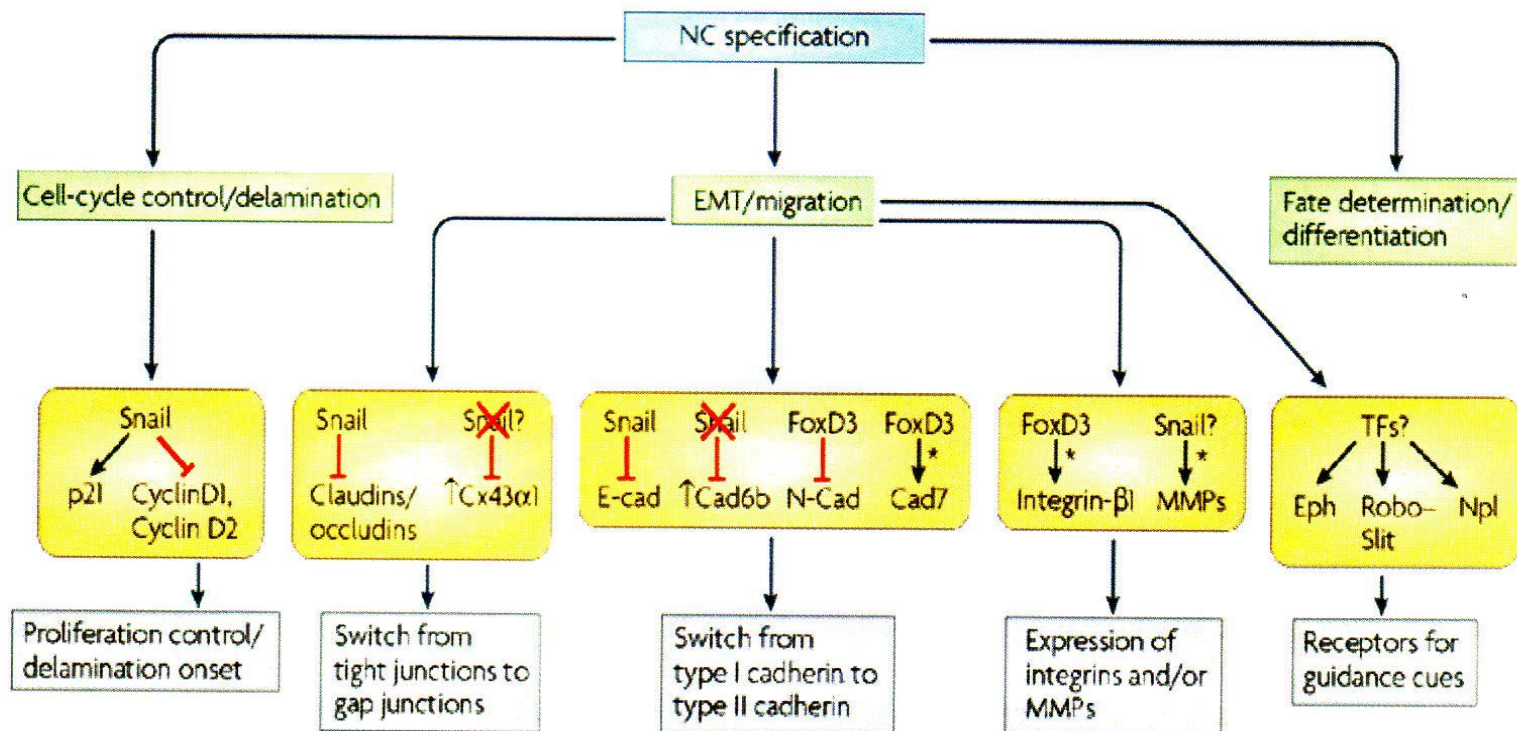 NC specification
Cell-cycle control/delamination
EMT/migration
Fate determination/
differentiation
Snail
p21
CyclinD1,
Cyclin D2
Snail
Snail?
Claudins/
occludins
↑Cx43α1
Snail
Snail
FoxD3
FoxD3
*
E-cad
↑Cad6b
N-Cad
Cad7
FoxD3
Snail?
*
*
Integrin-β1
MMPs
TFs?
Eph
Robo–
Slit
Npl
Proliferation control/
delamination onset
Switch from
tight junctions to
gap junctions
Switch from
type I cadherin to
type II cadherin
Expression of
integrins and/or
MMPs
Receptors for
guidance cues